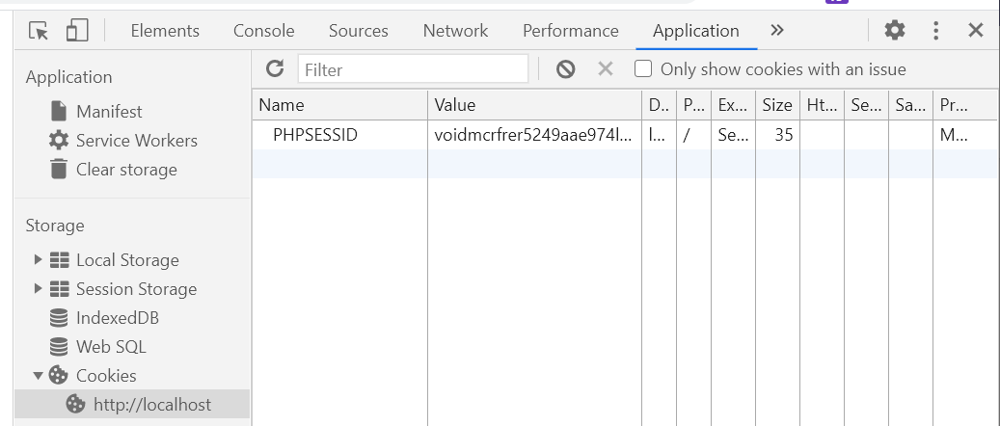 Elements Console Sources Network Performance Application »
Application
Manifest
Service Workers
Clear storage
Storage
Local Storage
Session Storage
IndexedDB
Web SQL
Cookies
http://localhost
Filter Only show cookies with an issue
Name Value D.. P... Ex... Size Ht... Se... Sa... Pr...
PHPSESSID voidmcrfrer5249aae974l... l... / Se... 35 M...